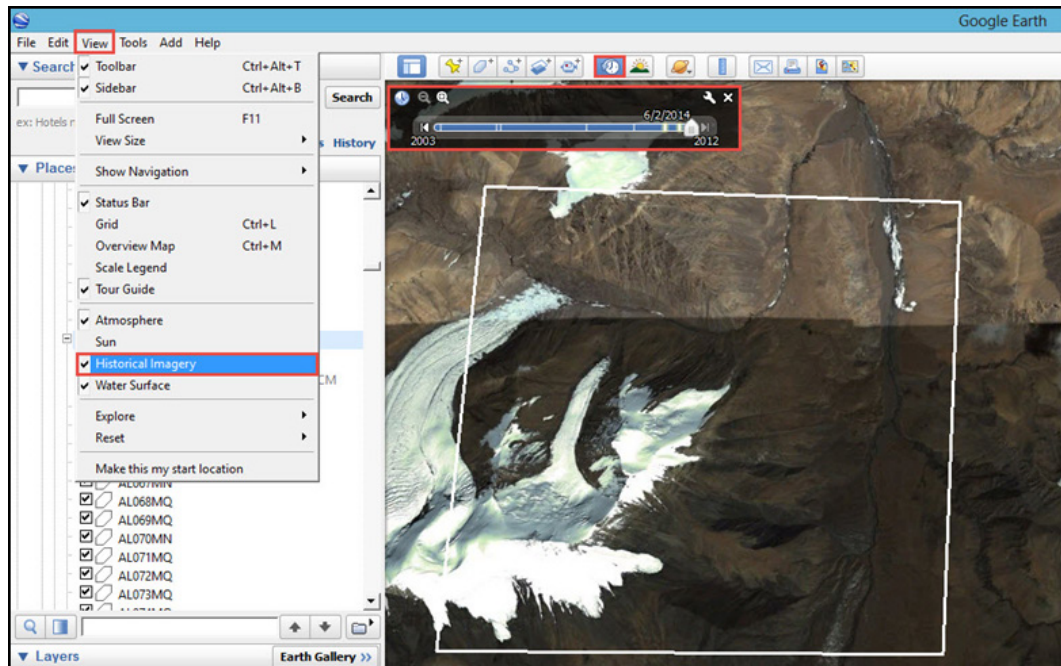 Google Earth
File Edit View Tools Add Help
Search
Toolbar Ctrl+Alt+T
Sidebar Ctrl+Alt+B
Search
ex: Hotels
Full Screen F11
View Size
History
Places
Show Navigation
Status Bar
Grid Ctrl+L
Overview Map Ctrl+M
Scale Legend
Tour Guide
Atmosphere
Sun
Historical Imagery
Water Surface
CM
Explore
Reset
Make this my start location
6/2/2014
2003 2012
AL067MN
AL068MQ
AL069MQ
AL070MN
AL071MQ
AL072MQ
AL073MQ
Layers
Earth Gallery >>